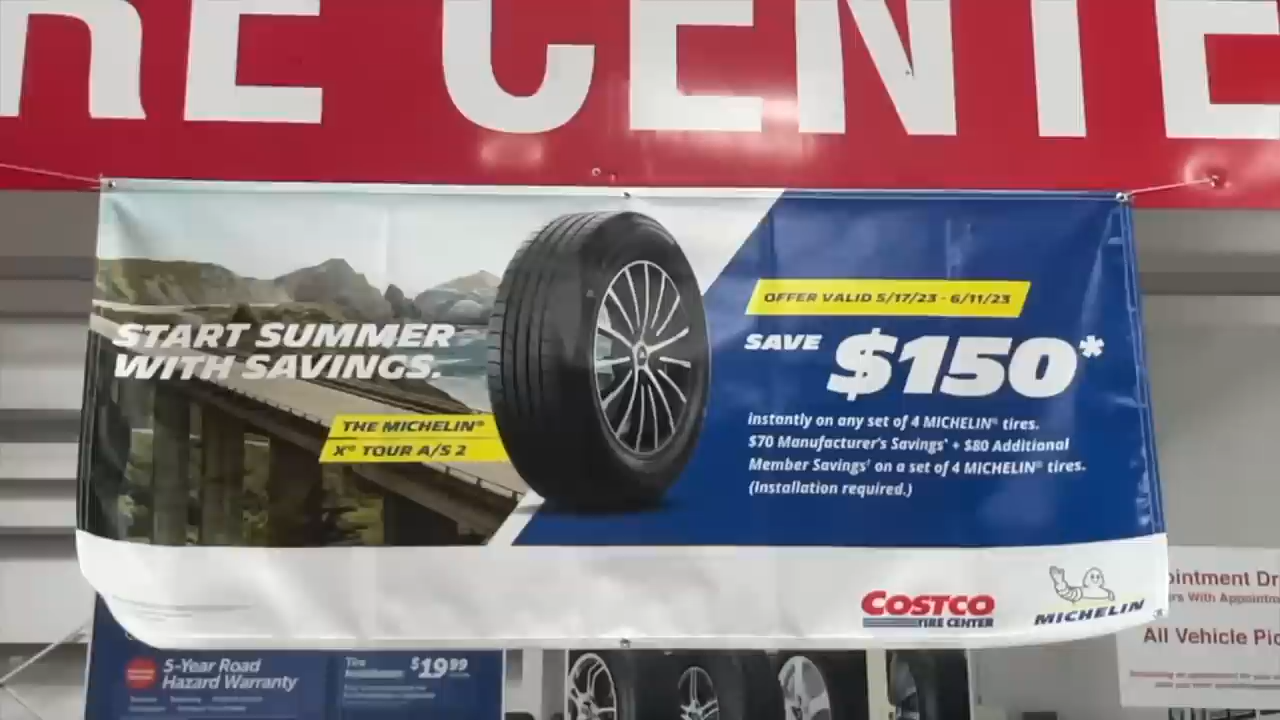 RE CENTE
START SUMMER
WITH SAVINGS.
THE MICHELIN®
X® TOUR A/S 2
OFFER VALID 5/17/23 - 6/11/23
SAVE $150*
instantly on any set of 4 MICHELIN® tires.
$70 Manufacturer's Savings* + $80 Additional
Member Savings* on a set of 4 MICHELIN® tires.
(Installation required.)
COSTCO
TIRE CENTER
MICHELIN
5-Year Road
Hazard Warranty
Tire
$19.99
ointment Dr
rs With Appointm
All Vehicle Pic